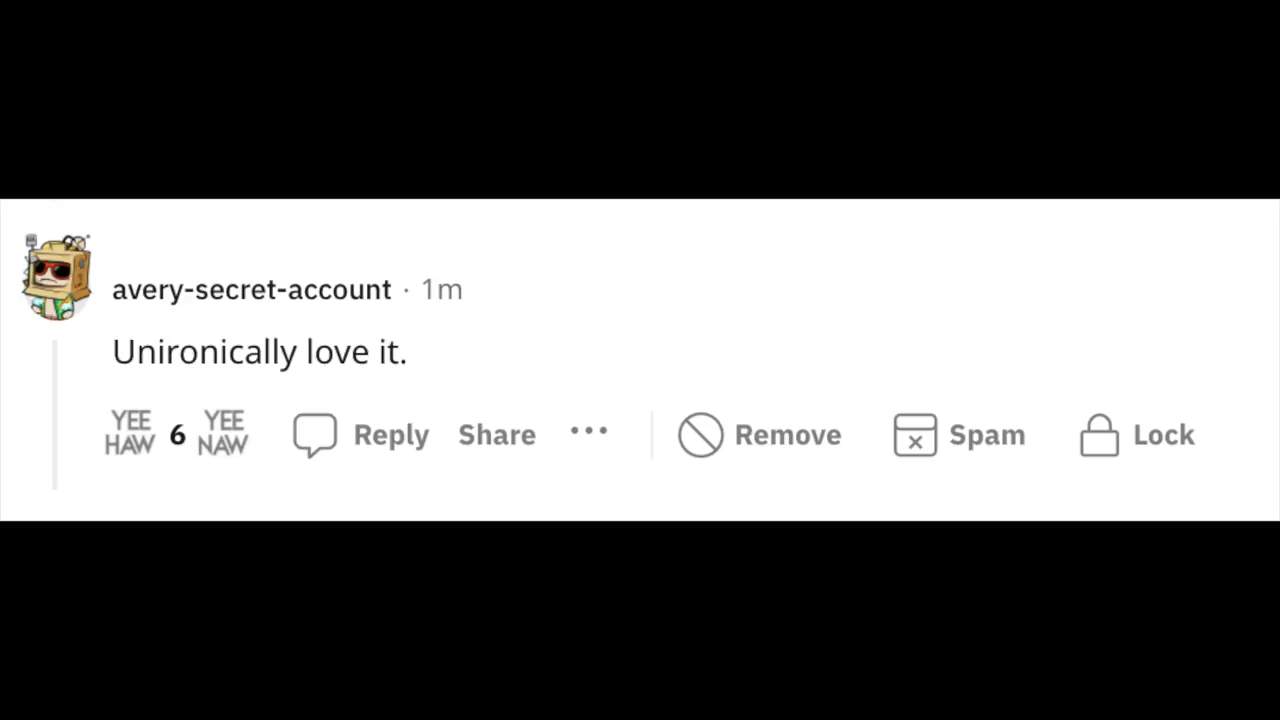 avery-secret-account · 1m
Unironically love it.
YEE HAW 6 YEE NAW Reply Share ••• Remove Spam Lock